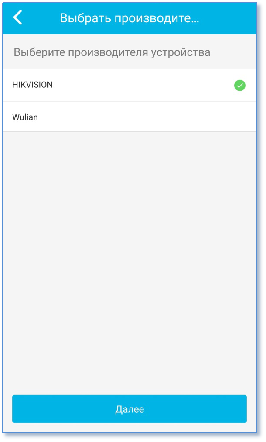 Выбрать производите...
Выберите производителя устройства
HIKVISION
Wulian
Далее